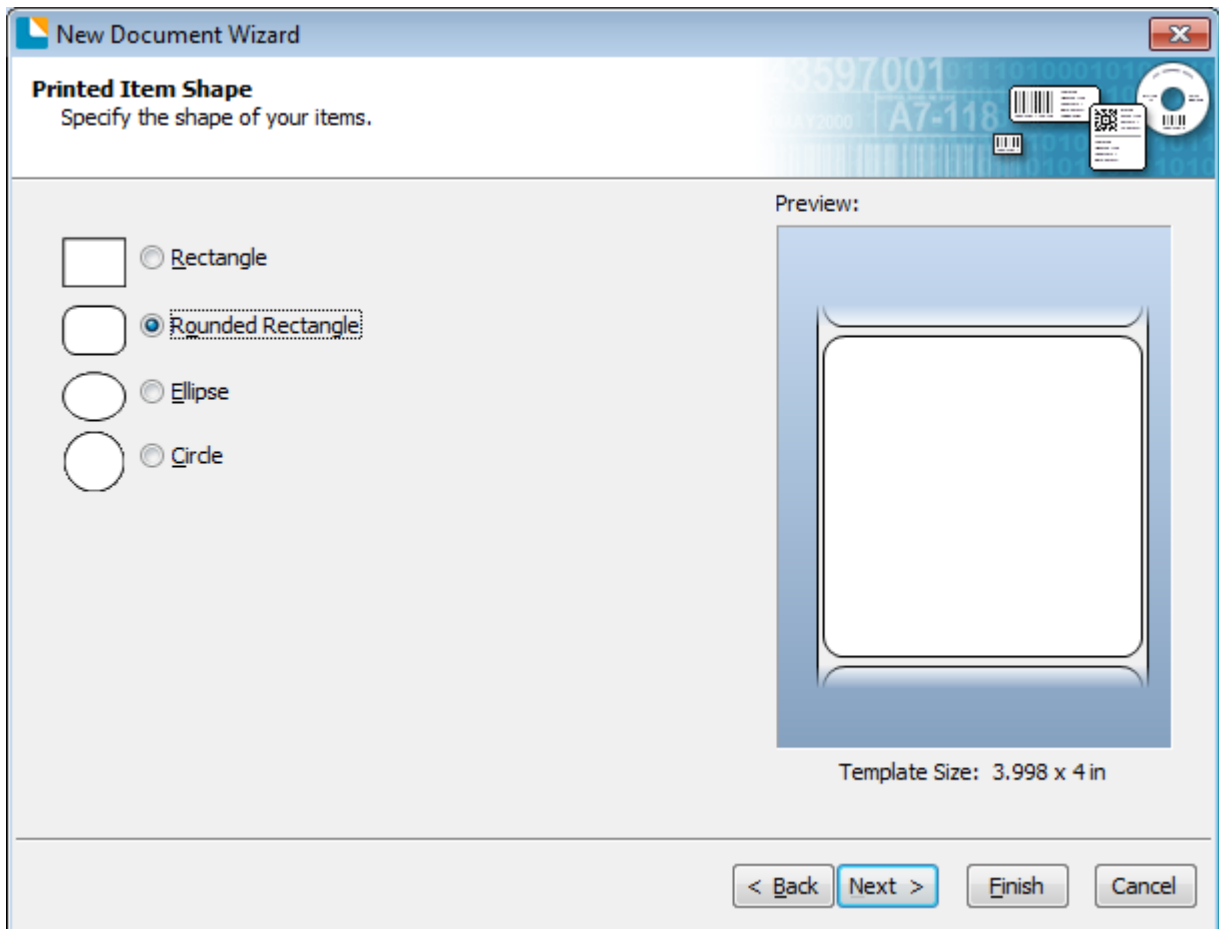 New Document Wizard
Printed Item Shape
Specify the shape of your items.
3597001
A7-118
MAY2000
Preview:
Rectangle
Rounded Rectangle
Ellipse
Circle
Template Size: 3.998 x 4 in
< Back
Next >
Finish
Cancel